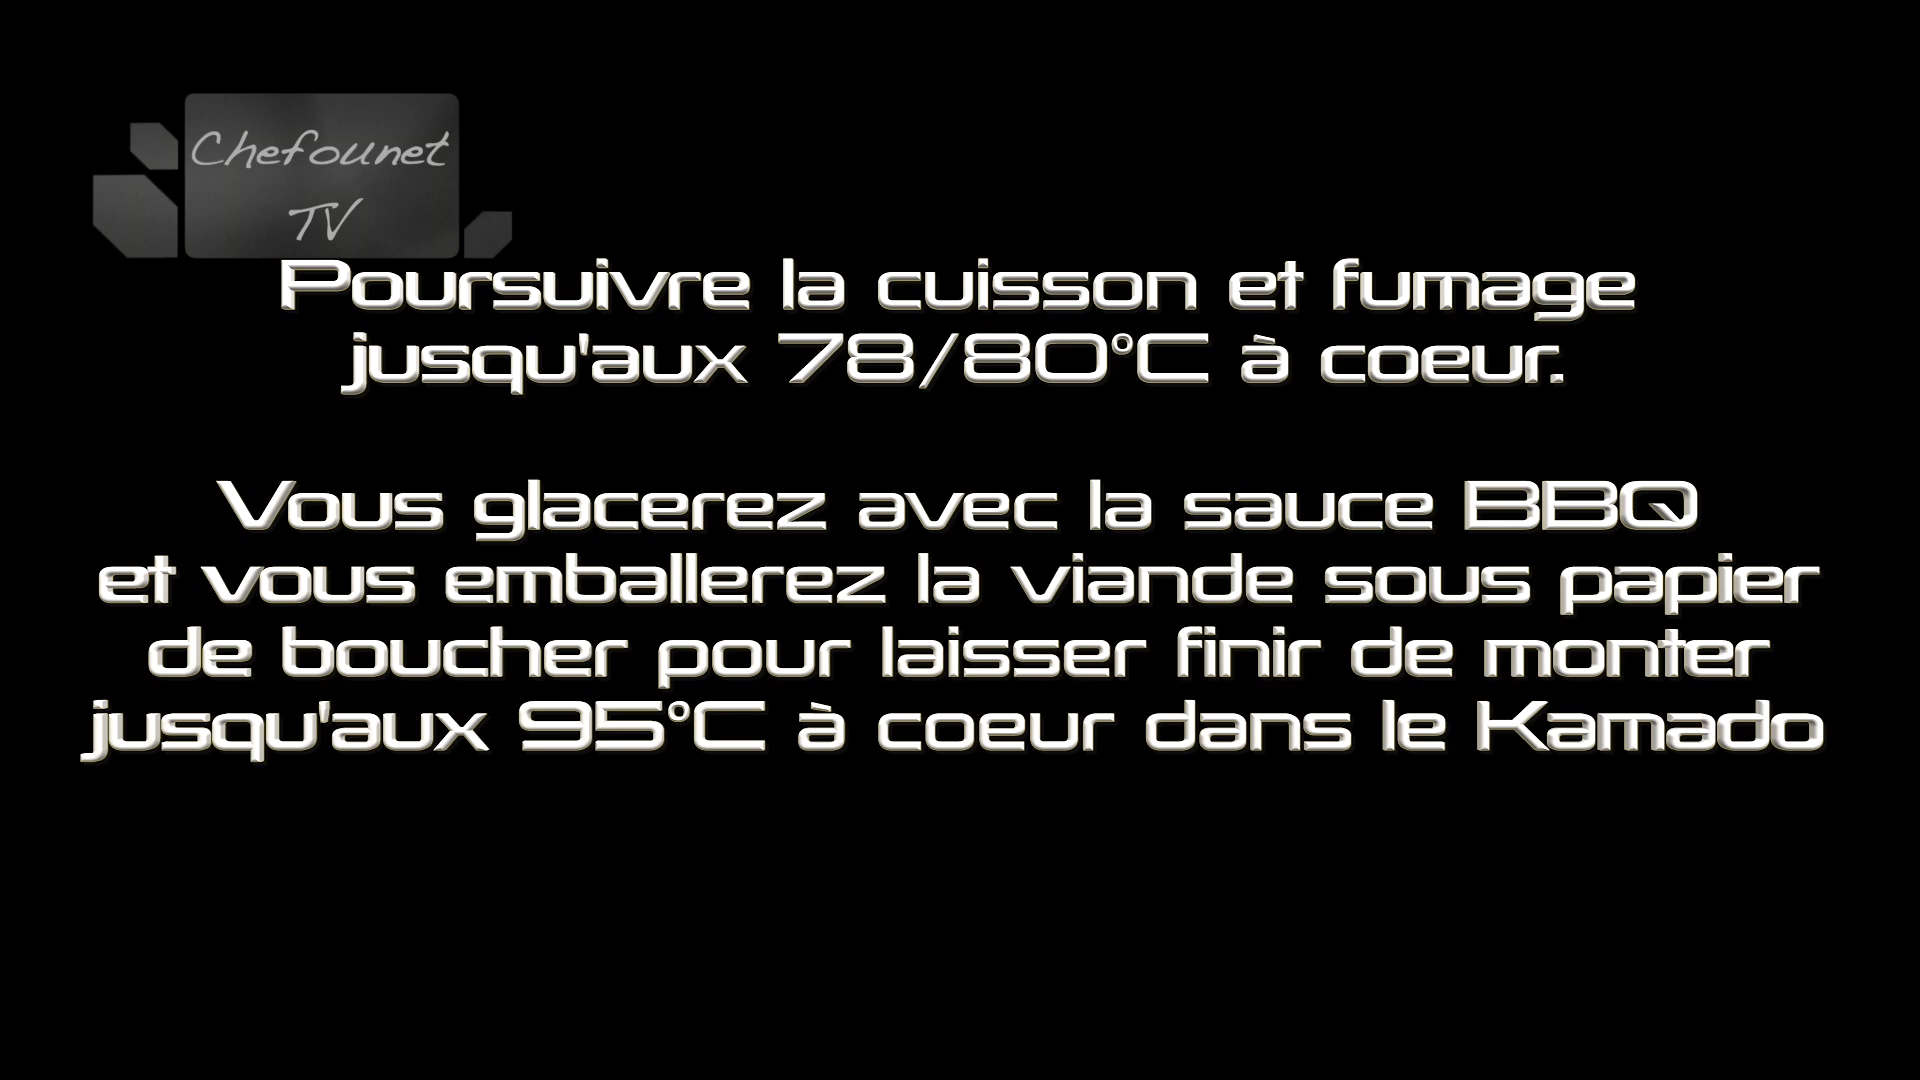 Chefounet
TV
Poursuivre la cuisson et fumage
jusqu'aux 78/80°C à coeur.
Vous glacerez avec la sauce BBQ
et vous emballerez la viande sous papier
de boucher pour laisser finir de monter
jusqu'aux 95°C à coeur dans le Kamado